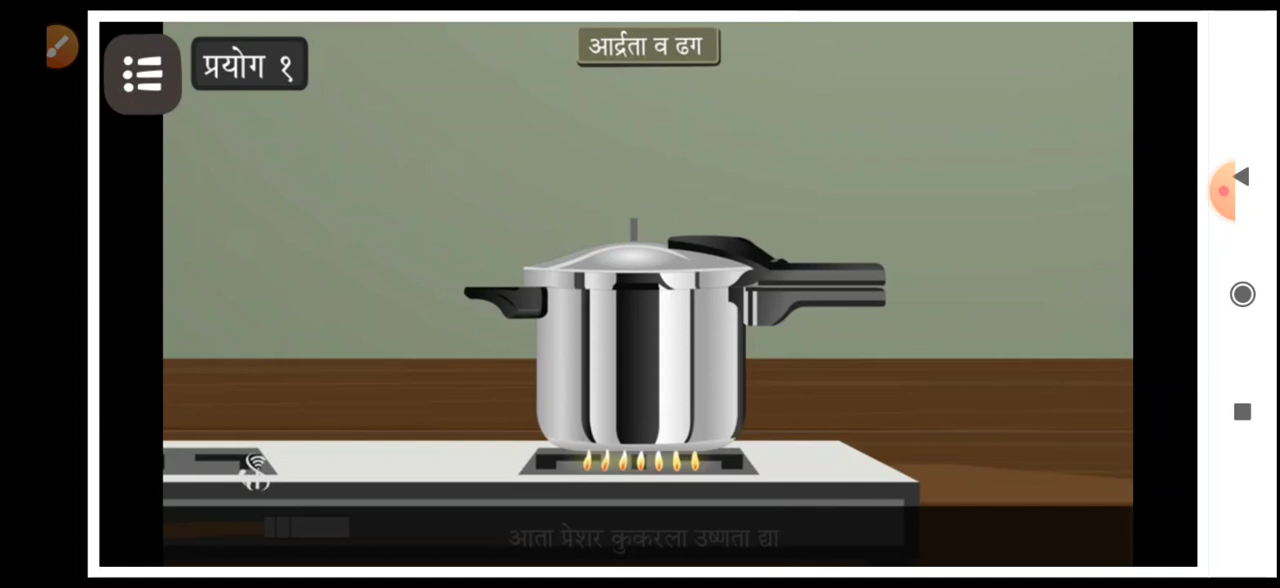 आर्द्रता व ढग
प्रयोग १
आता प्रेशर कुकरला उष्णता द्या